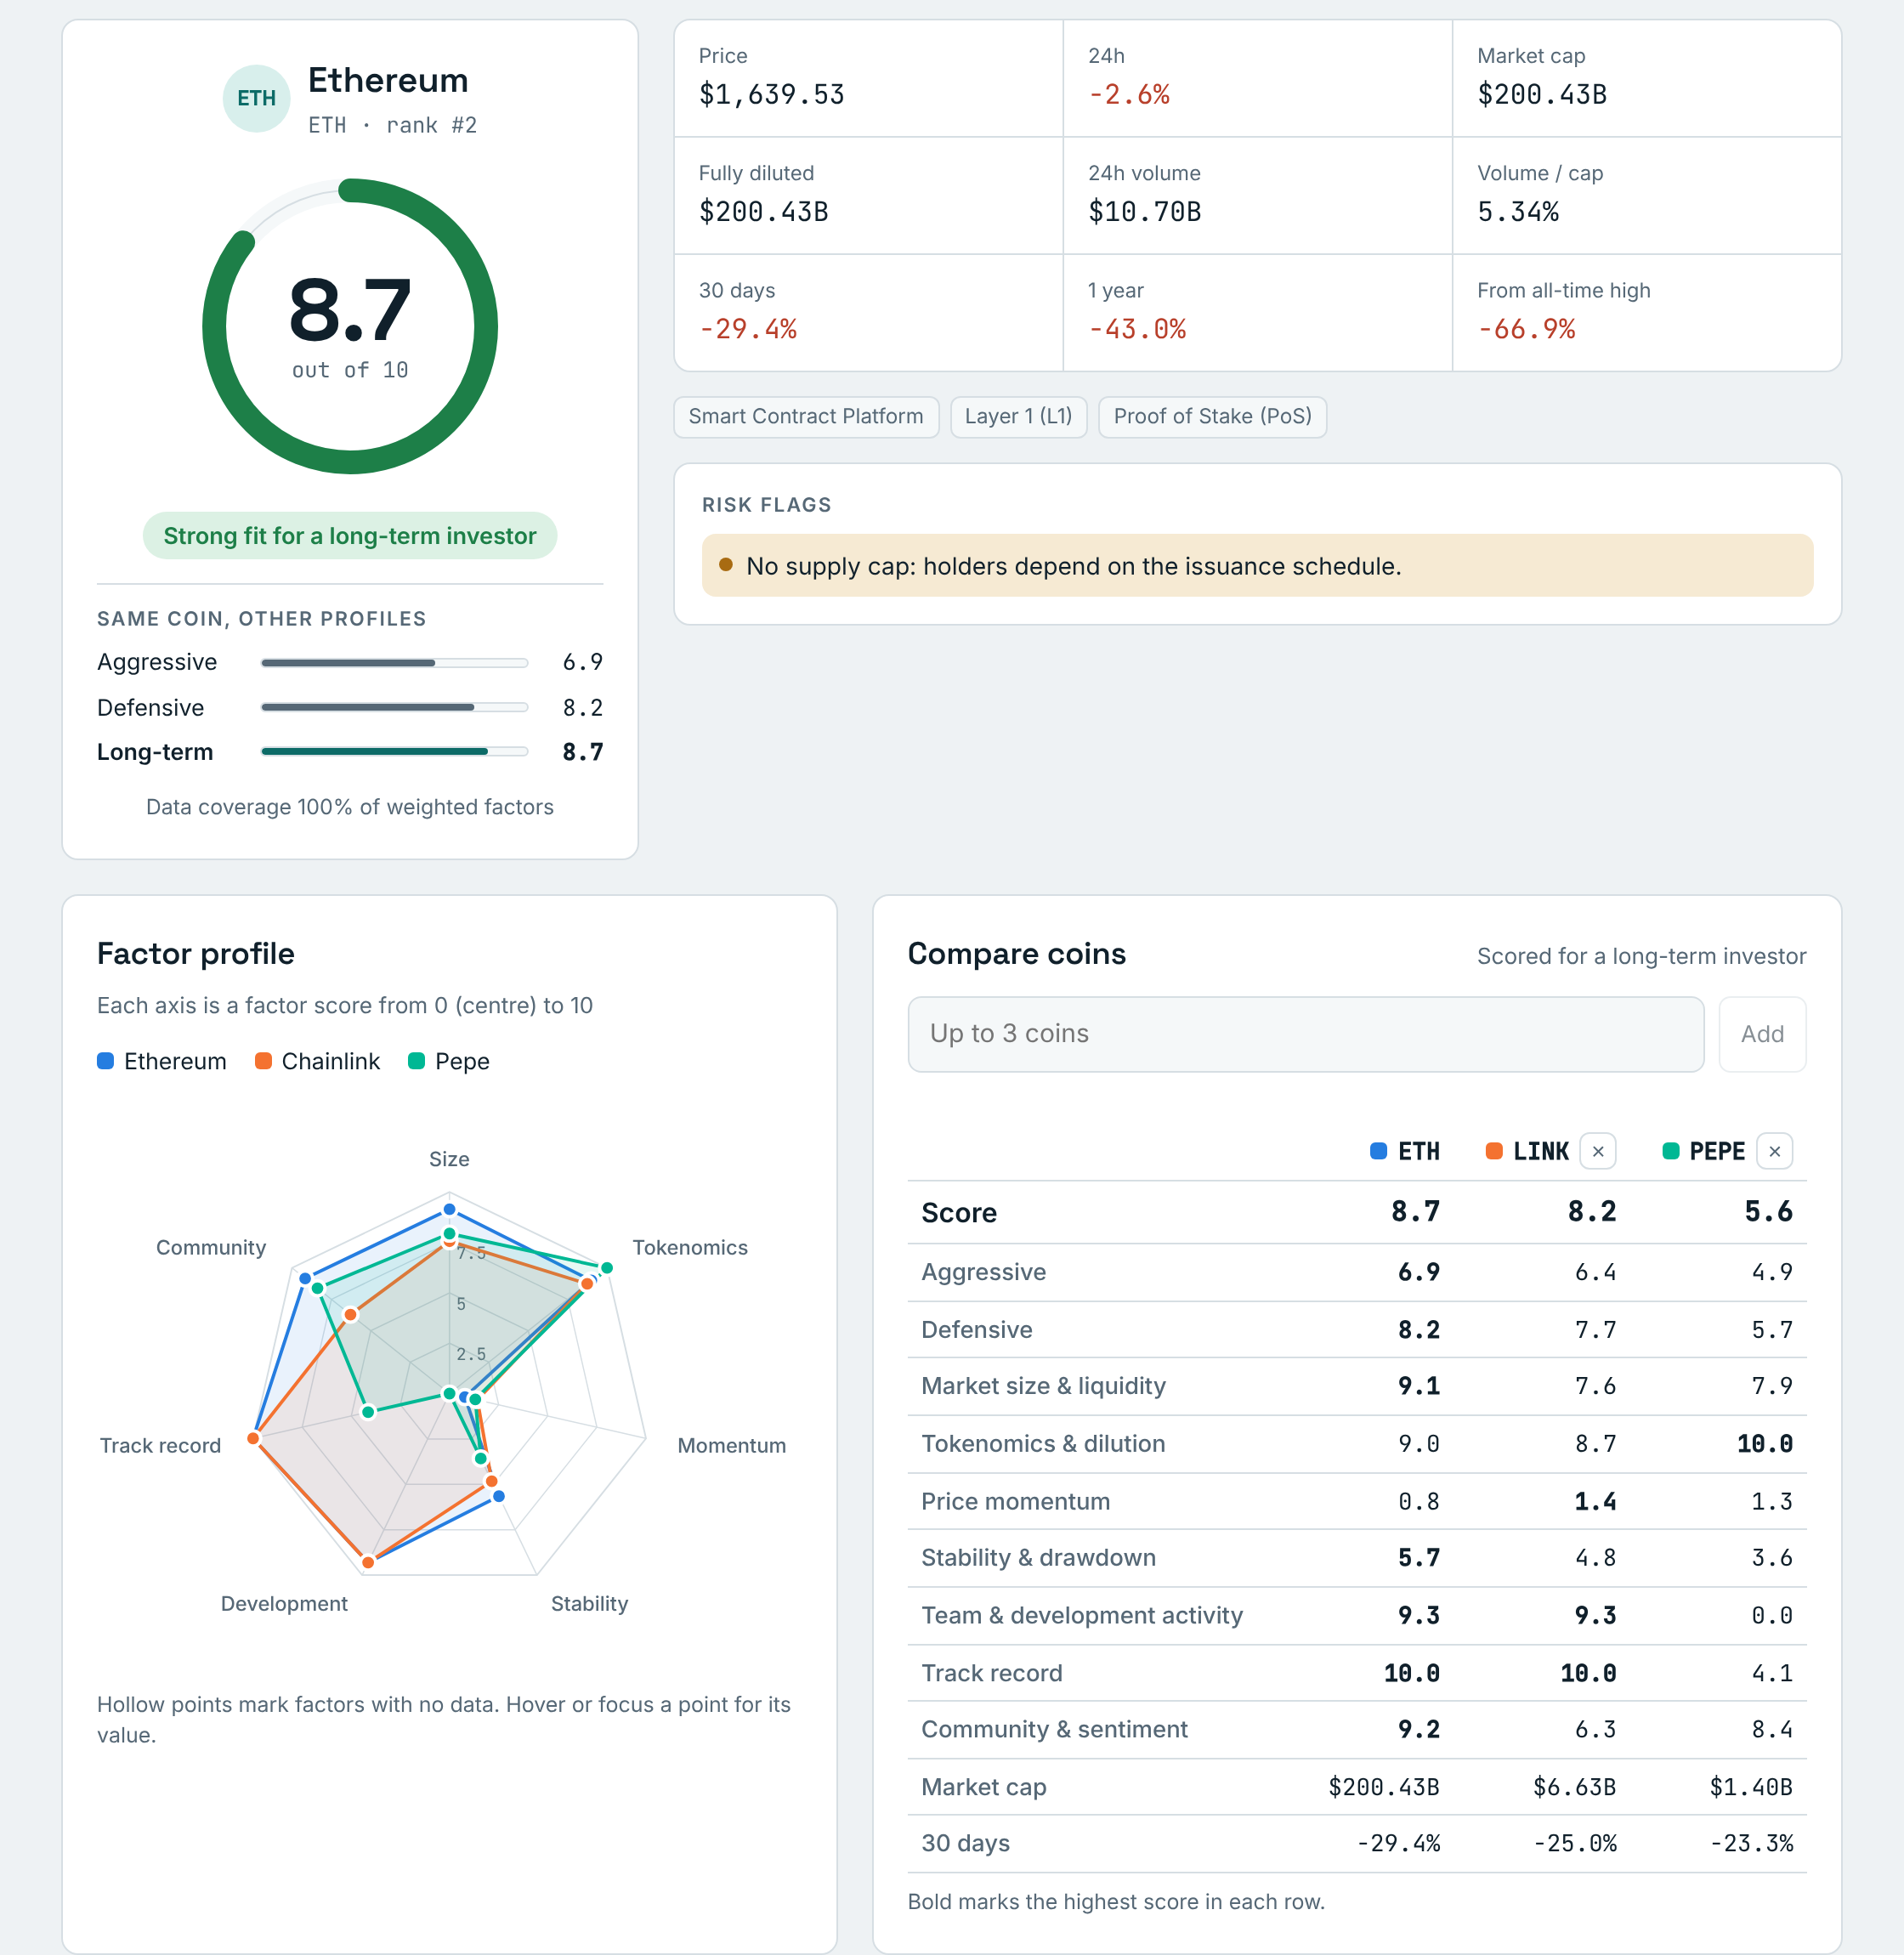 ETH
Ethereum
ETH · rank #2
8.7
out of 10
Strong fit for a long-term investor
SAME COIN, OTHER PROFILES
Aggressive 6.9
Defensive 8.2
Long-term 8.7
Data coverage 100% of weighted factors
Price 24h Market cap
$1,639.53 -2.6% $200.43B
Fully diluted 24h volume Volume / cap
$200.43B $10.70B 5.34%
30 days 1 year From all-time high
-29.4% -43.0% -66.9%
Smart Contract Platform Layer 1 (L1) Proof of Stake (PoS)
RISK FLAGS
No supply cap: holders depend on the issuance schedule.
Factor profile
Each axis is a factor score from 0 (centre) to 10
Ethereum Chainlink Pepe
Size
Community Tokenomics
7.5
5
2.5
Track record Momentum
Development Stability
Hollow points mark factors with no data. Hover or focus a point for its
value.
Compare coins Scored for a long-term investor
Up to 3 coins Add
ETH LINK × PEPE ×
Score 8.7 8.2 5.6
Aggressive 6.9 6.4 4.9
Defensive 8.2 7.7 5.7
Market size & liquidity 9.1 7.6 7.9
Tokenomics & dilution 9.0 8.7 10.0
Price momentum 0.8 1.4 1.3
Stability & drawdown 5.7 4.8 3.6
Team & development activity 9.3 9.3 0.0
Track record 10.0 10.0 4.1
Community & sentiment 9.2 6.3 8.4
Market cap $200.43B $6.63B $1.40B
30 days -29.4% -25.0% -23.3%
Bold marks the highest score in each row.